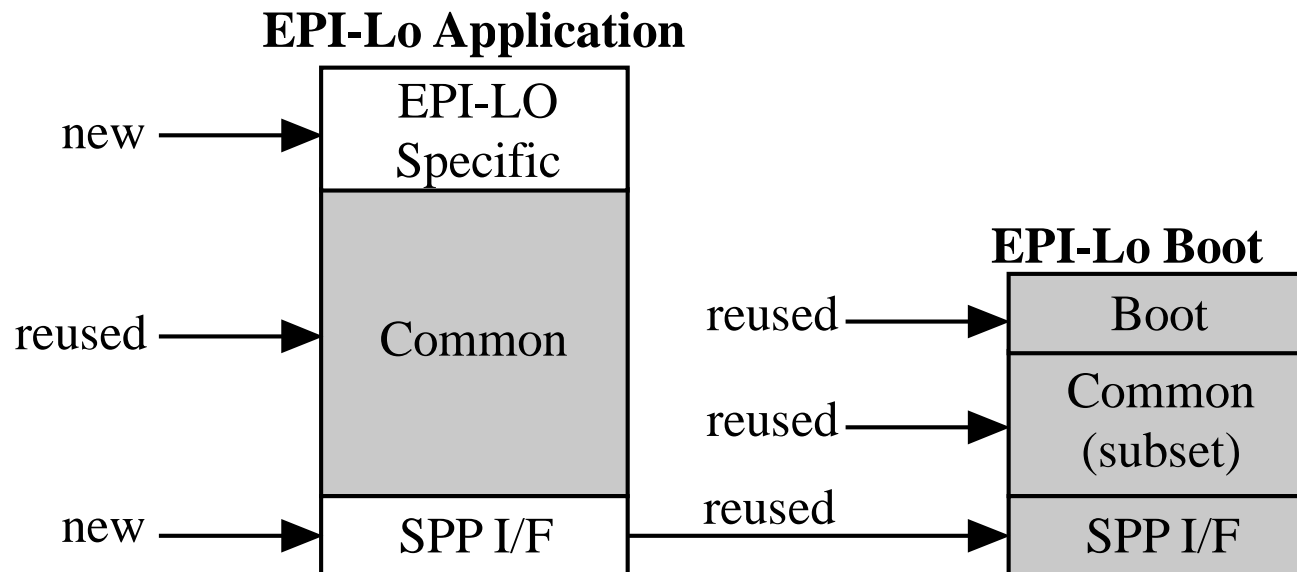 EPI-Lo Application
new
EPI-LO
Specific
reused
Common
new
SPP I/F
EPI-Lo Boot
reused
Boot
reused
Common
(subset)
reused
SPP I/F